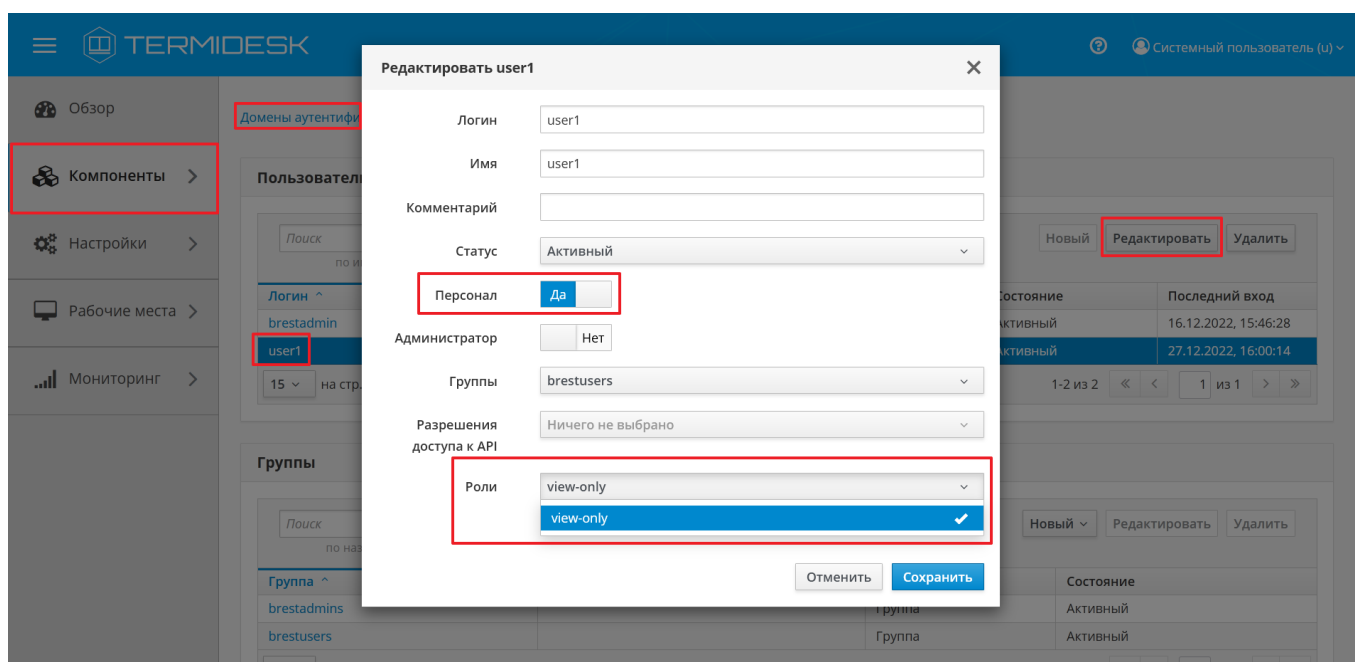 TERMIDESK
Системный пользователь (u)
Редактировать user1
Обзор
Компоненты
Настройки
Рабочие места
Мониторинг
Домены аутентифи
Логин user1
Имя user1
Комментарий
Статус Активный
Персонал Да
Администратор Нет
Группы brestusers
Разрешения Ничего не выбрано
доступа к API
Роли view-only
view-only
Отменить Сохранить
Пользовател
Поиск
Новый Редактировать Удалить
по и
Логин Состояние Последний вход
brestadmin Активный 16.12.2022, 15:46:28
user1 Активный 27.12.2022, 16:00:14
15 на стр. 1-2 из 2 1 из 1
Группы
Поиск
Новый Редактировать Удалить
по наз
Группа Состояние
brestadmins Группа Активный
brestusers Группа Активный